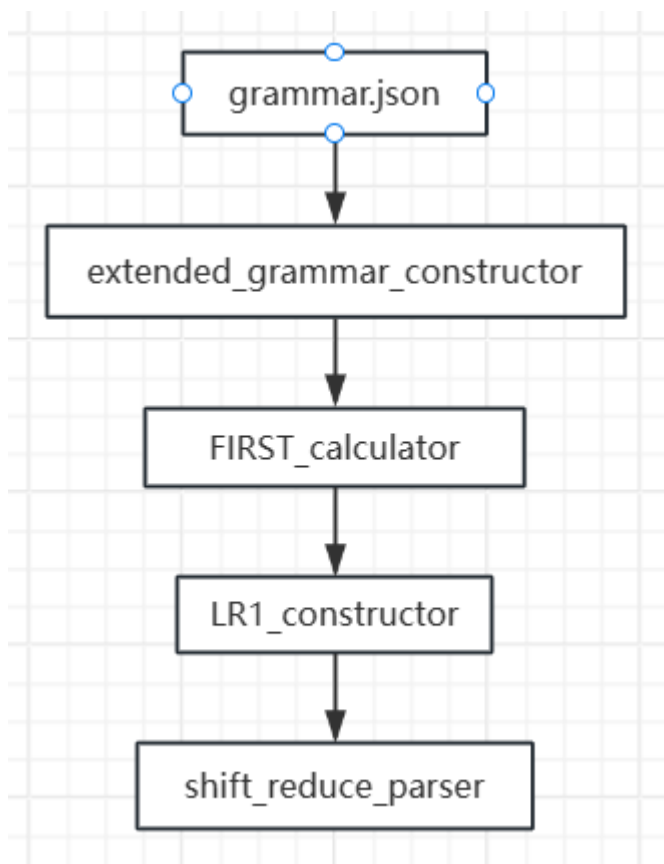 grammar.json
extended_grammar_constructor
FIRST_calculator
LR1_constructor
shift_reduce_parser